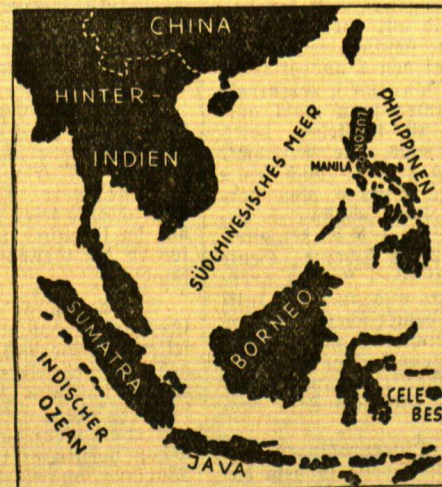 CHINA
HINTER-
INDIEN
SÜDCHINESISCHES MEER
PHILIPPINEN
LUZON
MANILA
BORNEO
SUMATRA
INDISCHER
OZEAN
CELE
BES
JAVA